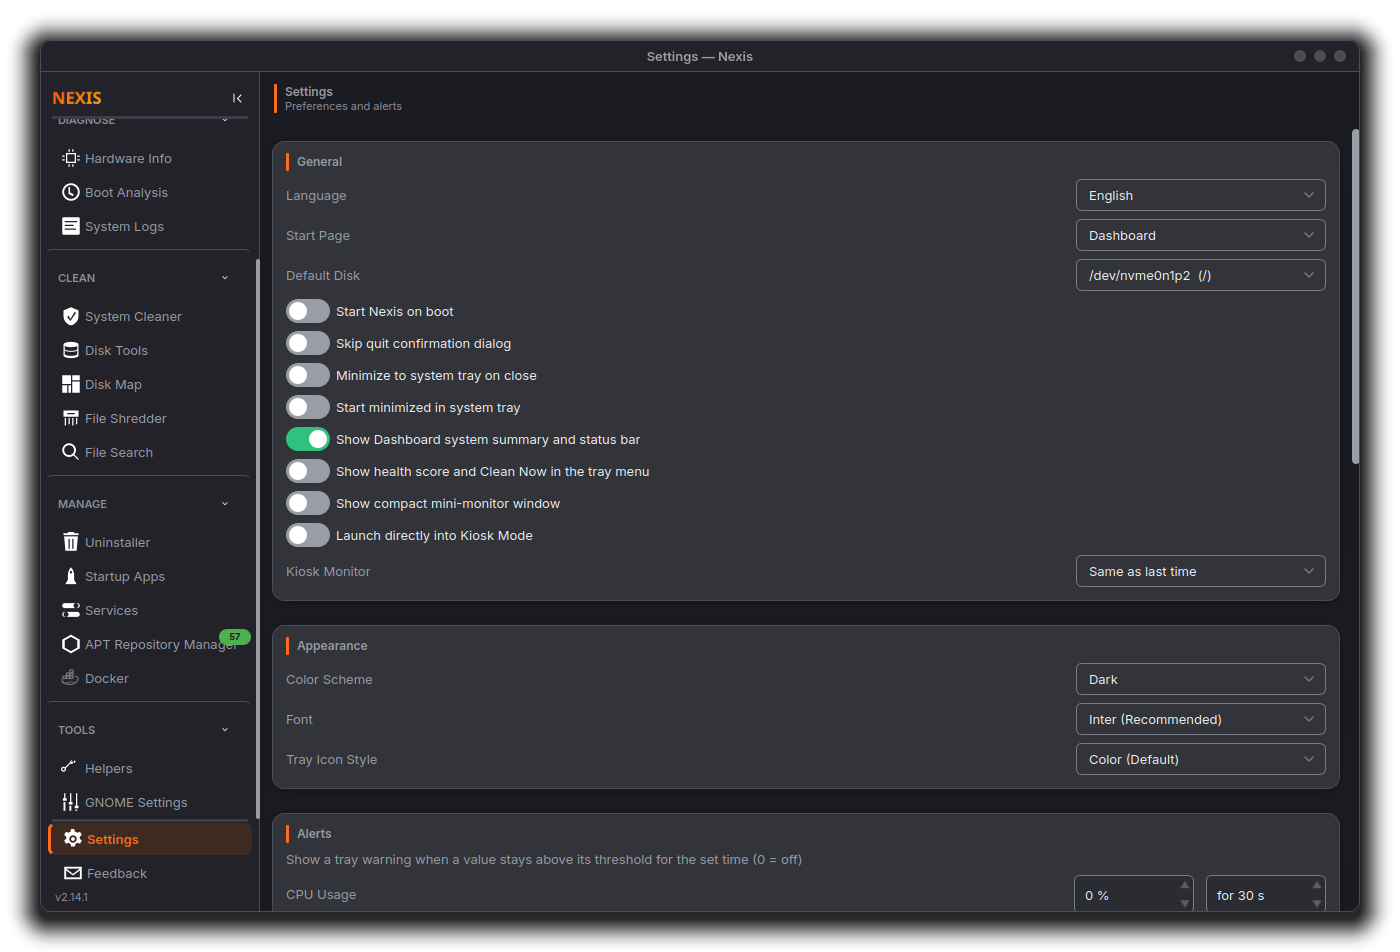 Settings — Nexis
NEXIS
DIAGNOSE
Hardware Info
Boot Analysis
System Logs
CLEAN
System Cleaner
Disk Tools
Disk Map
File Shredder
File Search
MANAGE
Uninstaller
Startup Apps
Services
APT Repository Manager
57
Docker
TOOLS
Helpers
GNOME Settings
Settings
Feedback
v2.14.1
Settings
Preferences and alerts
General
Language
English
Start Page
Dashboard
Default Disk
/dev/nvme0n1p2 (/)
Start Nexis on boot
Skip quit confirmation dialog
Minimize to system tray on close
Start minimized in system tray
Show Dashboard system summary and status bar
Show health score and Clean Now in the tray menu
Show compact mini-monitor window
Launch directly into Kiosk Mode
Kiosk Monitor
Same as last time
Appearance
Color Scheme
Dark
Font
Inter (Recommended)
Tray Icon Style
Color (Default)
Alerts
Show a tray warning when a value stays above its threshold for the set time (0 = off)
CPU Usage
0 %
for 30 s